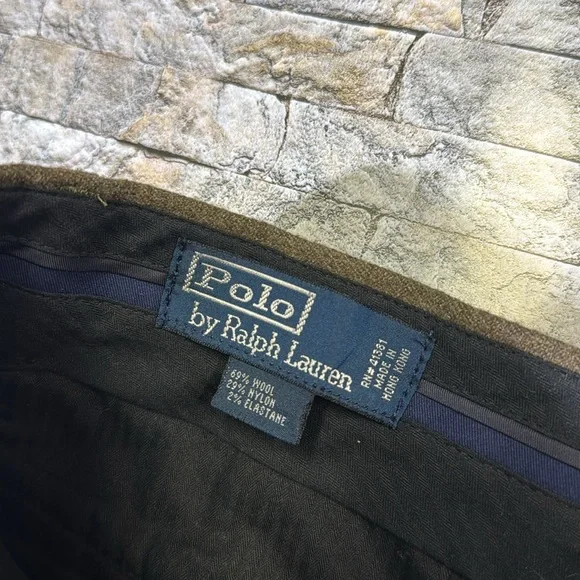 Polo
by Ralph Lauren
RN# 41381
MADE IN
HONG KONG
69% WOOL
29% NYLON
2% ELASTANE